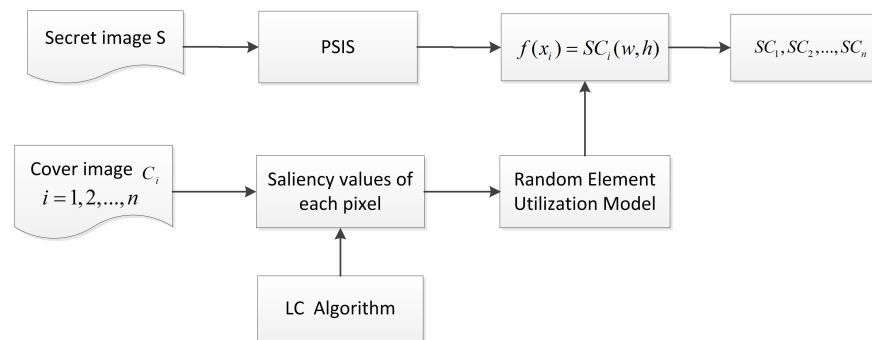 Secret image S
PSIS
f(x_i) = SC_i(w,h)
SC_1, SC_2,..., SC_n
Cover image C_i
i = 1, 2,..., n
Saliency values of
each pixel
Random Element
Utilization Model
LC Algorithm